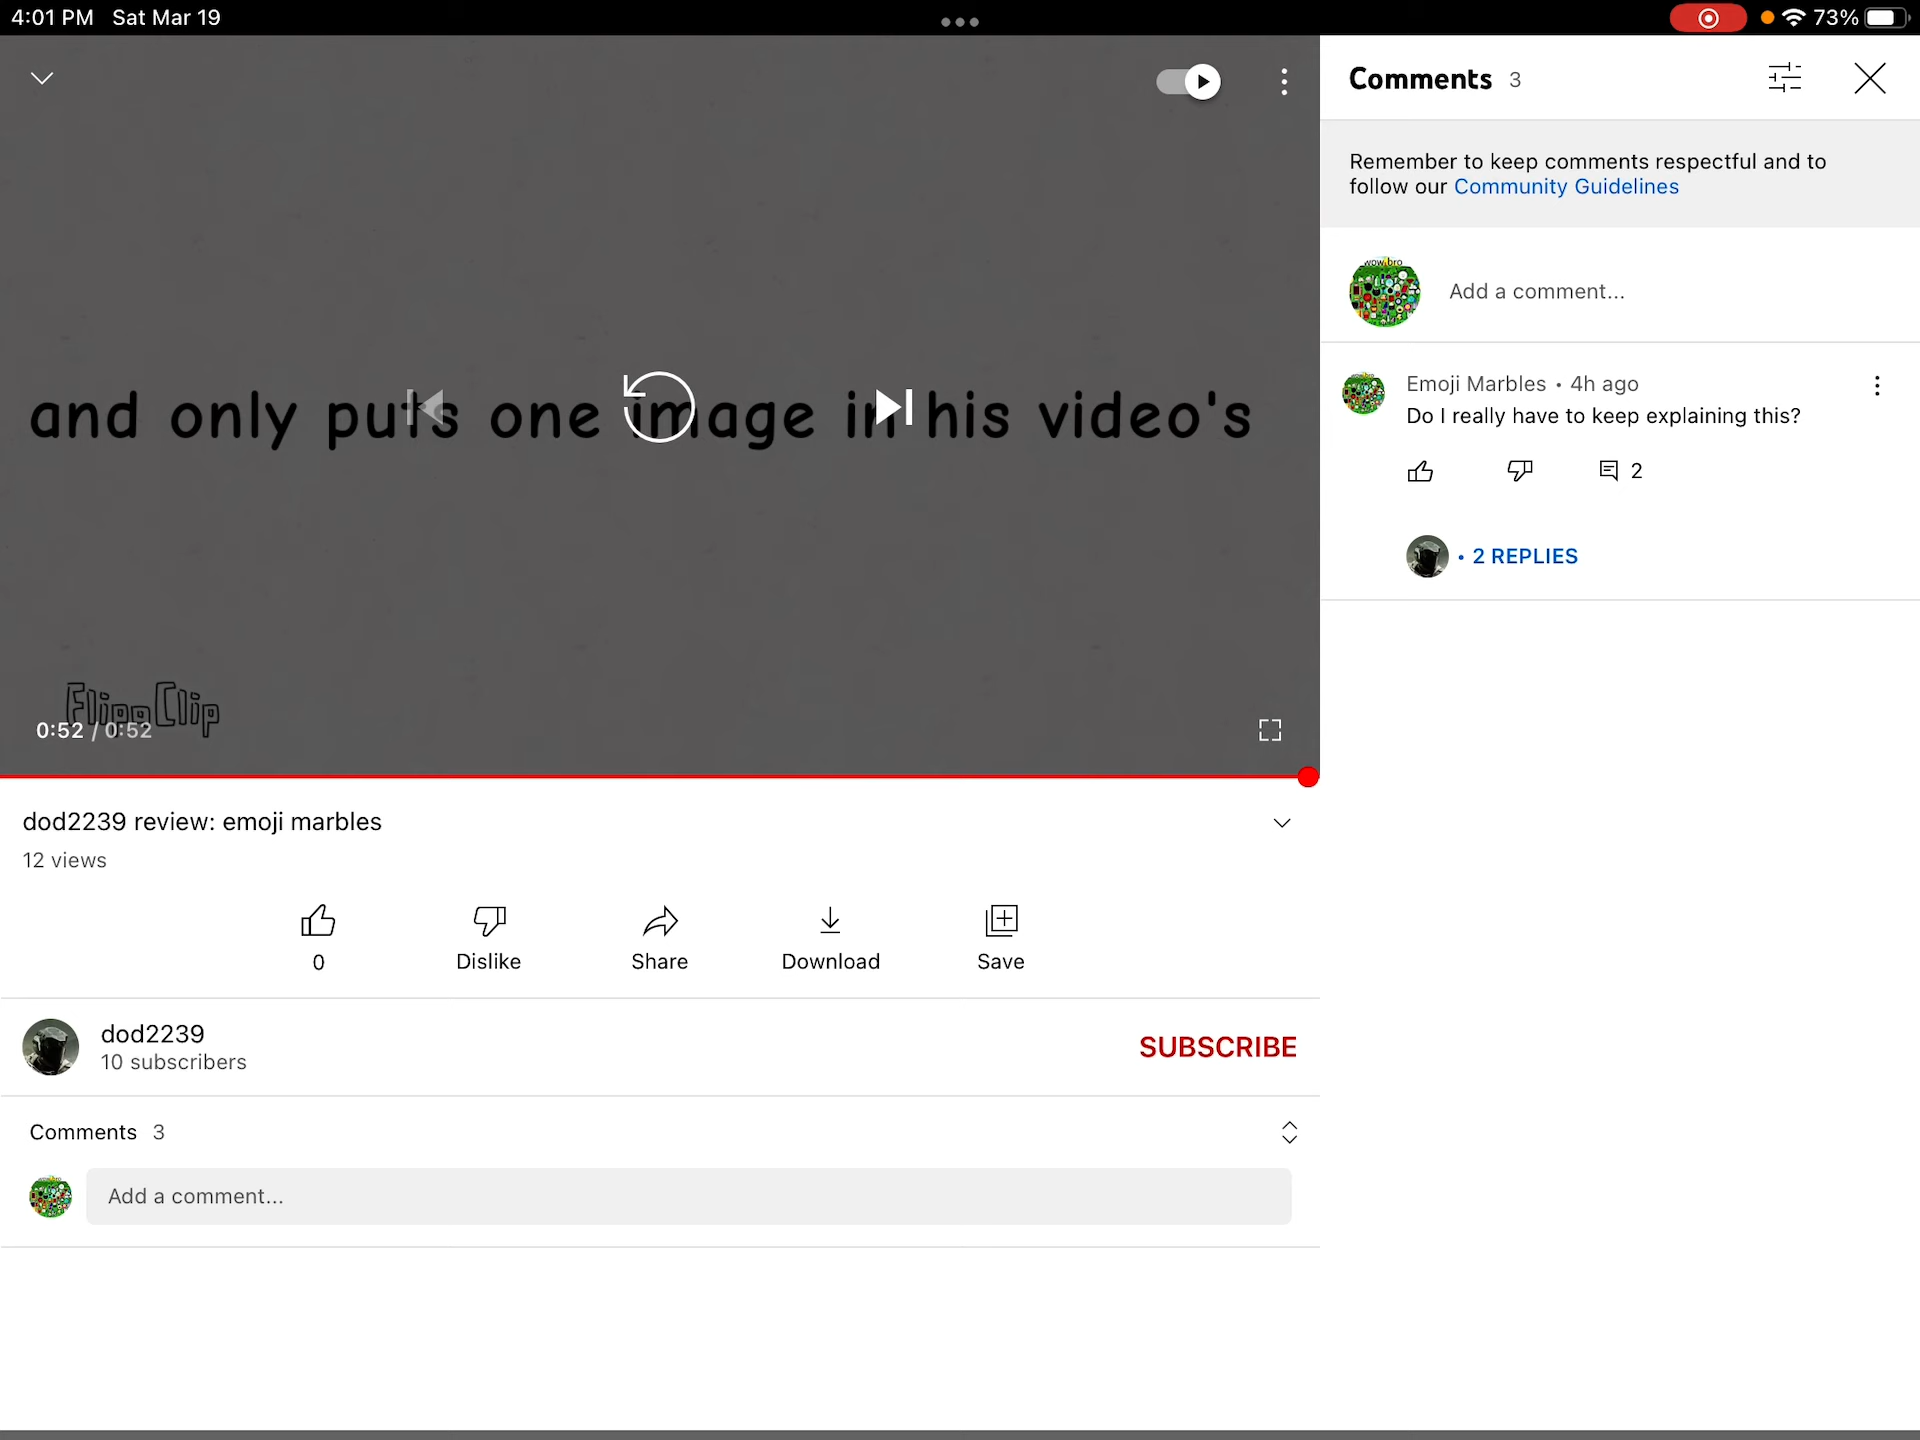 4:01 PM Sat Mar 19
73%
and only puts one image in his video's
FlipaClip
0:52 / 0:52
dod2239 review: emoji marbles
12 views
0
Dislike
Share
Download
Save
dod2239
10 subscribers
SUBSCRIBE
Comments 3
Add a comment...
Comments 3
Remember to keep comments respectful and to
follow our Community Guidelines
wow bro
Add a comment...
Emoji Marbles • 4h ago
Do I really have to keep explaining this?
2
• 2 REPLIES